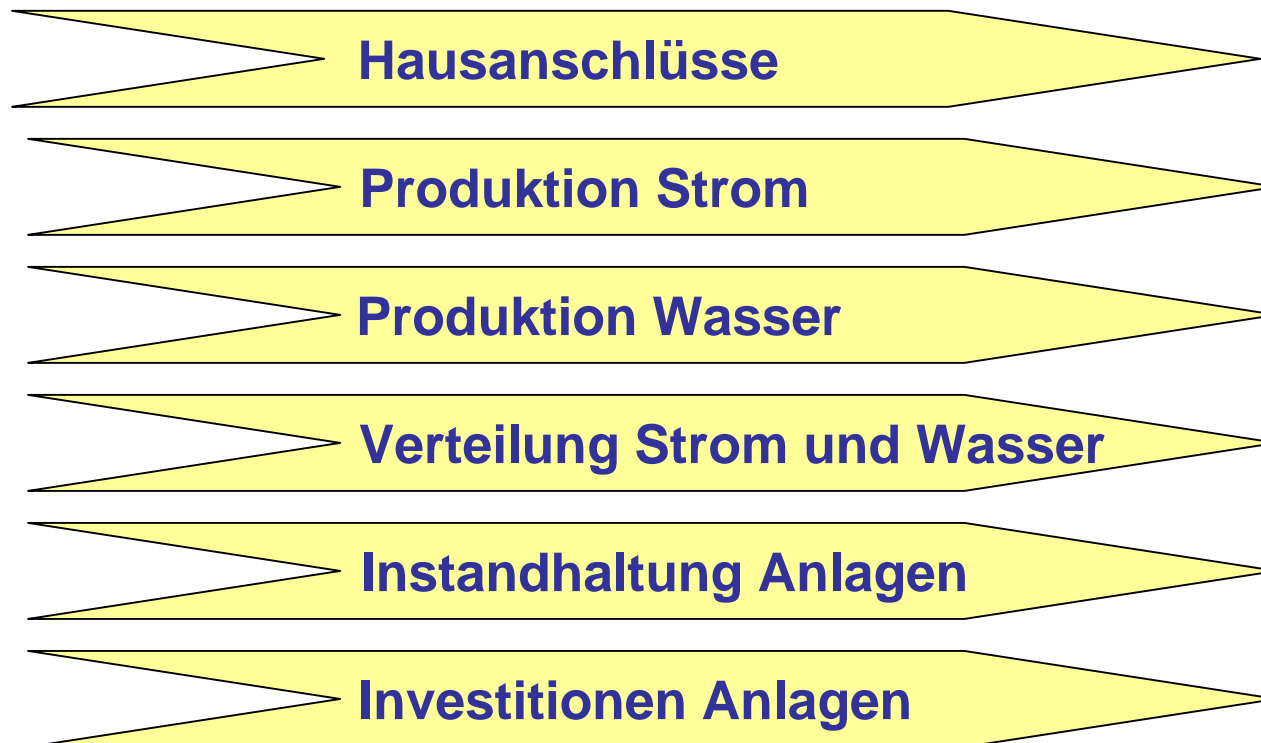 Hausanschlüsse
Produktion Strom
Produktion Wasser
Verteilung Strom und Wasser
Instandhaltung Anlagen
Investitionen Anlagen